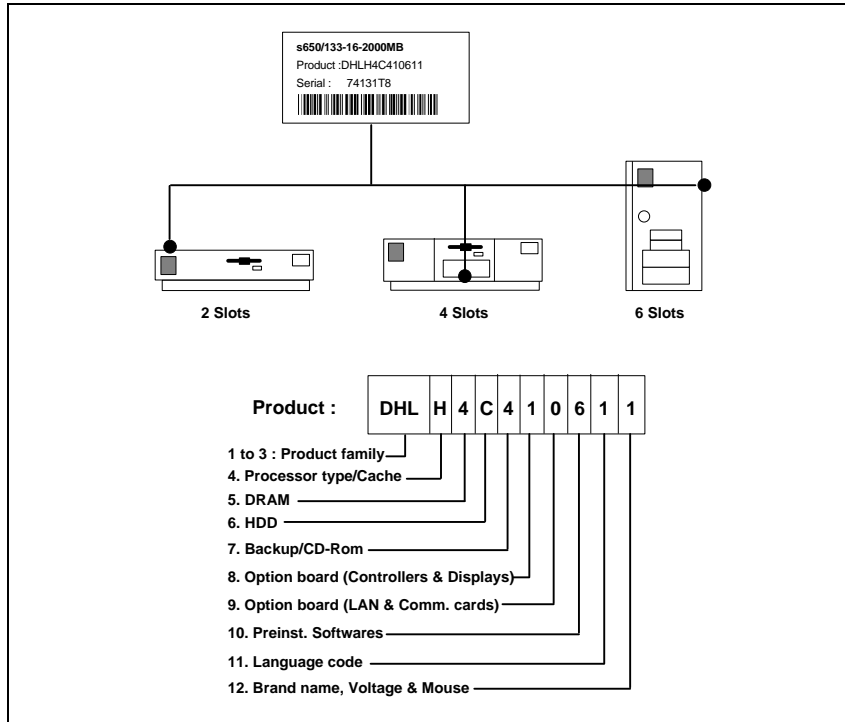 s650/133-16-2000MB
Product :DHLH4C410611
Serial : 74131T8
2 Slots
4 Slots
6 Slots
Product : DHL H 4 C 4 1 0 6 1 1
1 to 3 : Product family
4. Processor type/Cache
5. DRAM
6. HDD
7. Backup/CD-Rom
8. Option board (Controllers & Displays)
9. Option board (LAN & Comm. cards)
10. Preinst. Softwares
11. Language code
12. Brand name, Voltage & Mouse